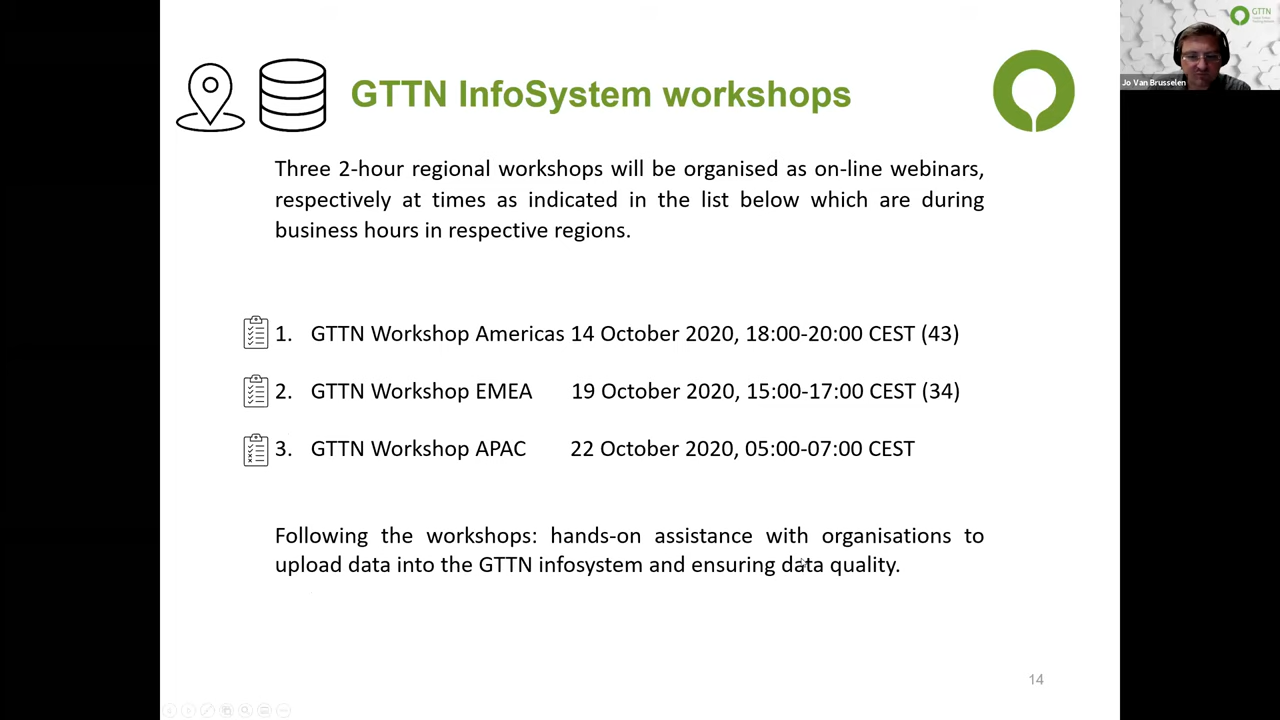 GTTN InfoSystem workshops
GTTN
Jo Van Brusselen
Three 2-hour regional workshops will be organised as on-line webinars,
respectively at times as indicated in the list below which are during
business hours in respective regions.
1. GTTN Workshop Americas 14 October 2020, 18:00-20:00 CEST (43)
2. GTTN Workshop EMEA 19 October 2020, 15:00-17:00 CEST (34)
3. GTTN Workshop APAC 22 October 2020, 05:00-07:00 CEST
Following the workshops: hands-on assistance with organisations to
upload data into the GTTN infosystem and ensuring data quality.
14